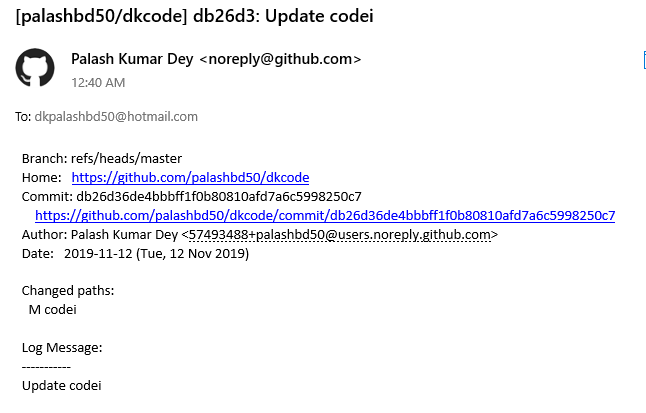 [palashbd50/dkcode] db26d3: Update codei
Palash Kumar Dey <noreply@github.com>
12:40 AM
To: dkpalashbd50@hotmail.com
Branch: refs/heads/master
Home: https://github.com/palashbd50/dkcode
Commit: db26d36de4bbbff1f0b80810afd7a6c5998250c7
https://github.com/palashbd50/dkcode/commit/db26d36de4bbbff1f0b80810afd7a6c5998250c7
Author: Palash Kumar Dey <57493488+palashbd50@users.noreply.github.com>
Date: 2019-11-12 (Tue, 12 Nov 2019)
Changed paths:
M codei
Log Message:
-----------
Update codei